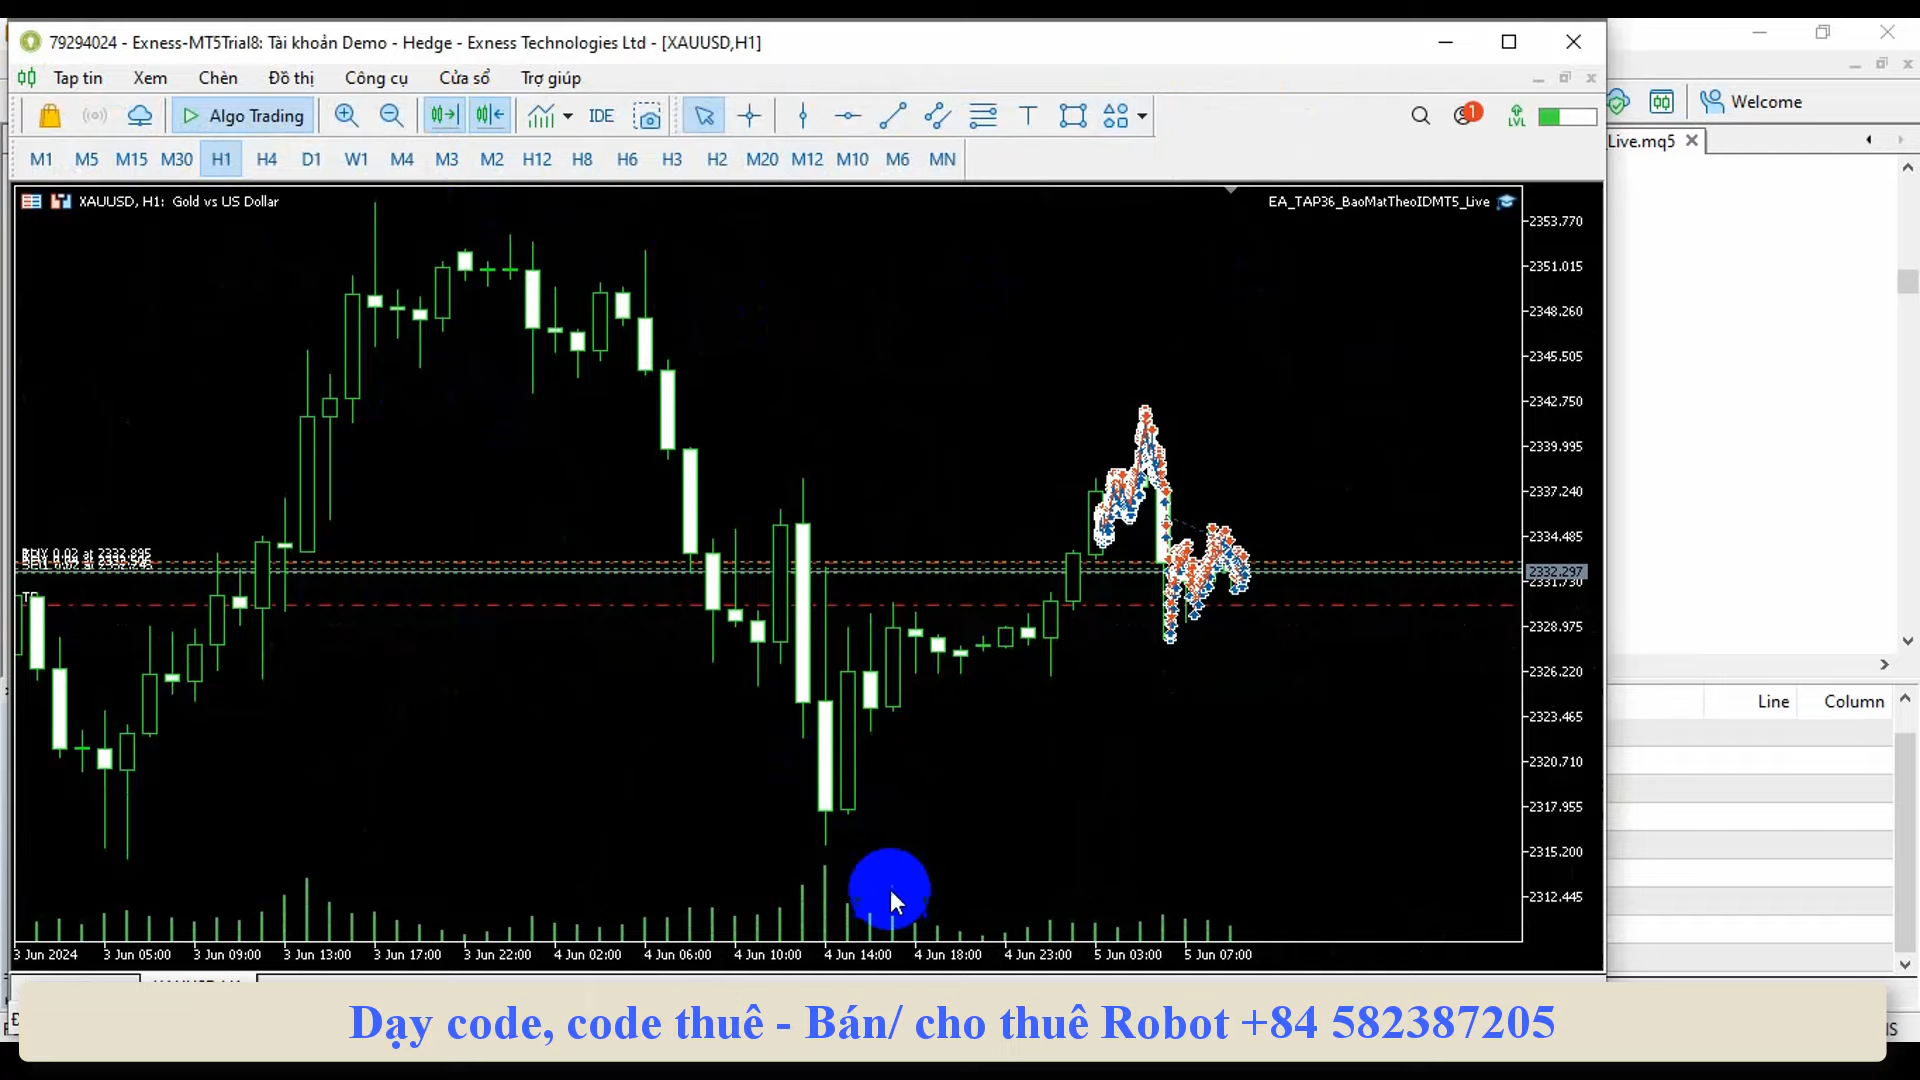 79294024 - Exness-MT5Trial8: Tài khoản Demo - Hedge - Exness Technologies Ltd - [XAUUSD,H1]
Tap tin Xem Chèn Đồ thị Công cụ Cửa sổ Trợ giúp
Algo Trading IDE T 1 LVL Welcome
Live.mq5
M1 M5 M15 M30 H1 H4 D1 W1 M4 M3 M2 H12 H8 H6 H3 H2 M20 M12 M10 M6 MN
XAUUSD, H1: Gold vs US Dollar
EA_TAP36_BaoMatTheoIDMT5_Live
2353.770
2351.015
2348.260
2345.505
2342.750
2339.995
2337.240
2334.485
BUY 0.02 at 2332.895
2332.297
2331.730
2328.975
2326.220
2323.465
2320.710
2317.955
2315.200
2312.445
Line Column
3 Jun 2024 3 Jun 05:00 3 Jun 09:00 3 Jun 13:00 3 Jun 17:00 3 Jun 22:00 4 Jun 02:00 4 Jun 06:00 4 Jun 10:00 4 Jun 14:00 4 Jun 18:00 4 Jun 23:00 5 Jun 03:00 5 Jun 07:00
Dạy code, code thuê - Bán/ cho thuê Robot +84 582387205